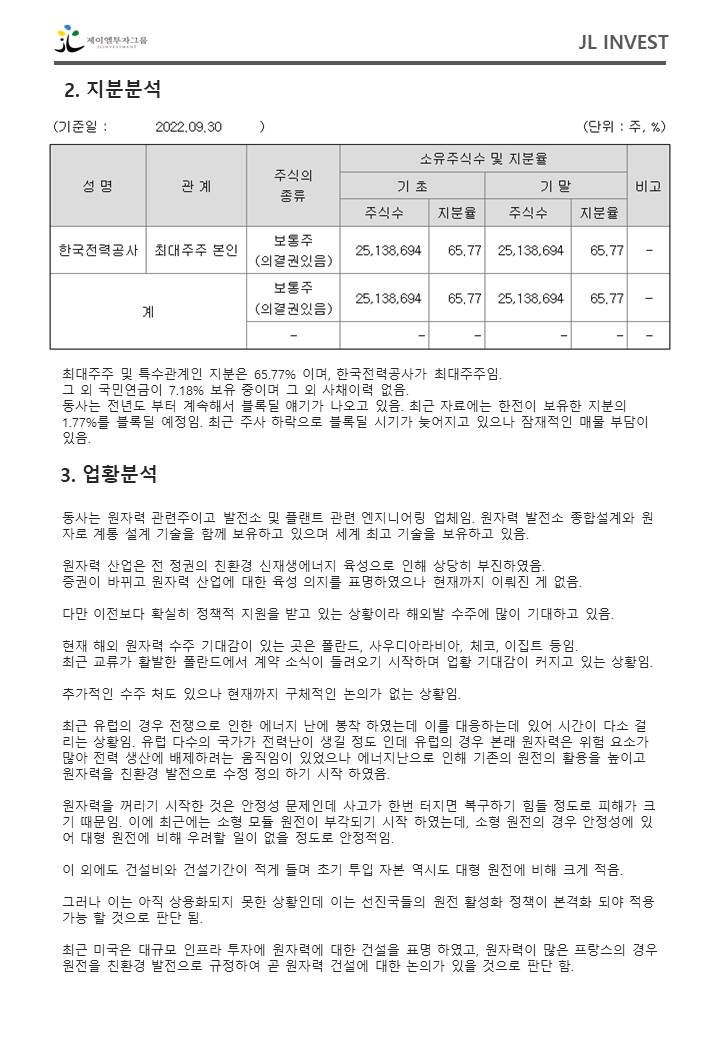 제이엘투자그룹
JLINVESTMENT
JL INVEST
2. 지분분석
(기준일 : 2022.09.30 ) (단위 : 주, %)
성 명 관 계 주식의 종류 소유주식수 및 지분율 비고
기 초 기 말
주식수 지분율 주식수 지분율
한국전력공사 최대주주 본인 보통주 (의결권있음) 25,138,694 65.77 25,138,694 65.77 -
계 보통주 (의결권있음) 25,138,694 65.77 25,138,694 65.77 -
- - - - - -
최대주주 및 특수관계인 지분은 65.77% 이며, 한국전력공사가 최대주주임.
그 외 국민연금이 7.18% 보유 중이며 그 외 사채이력 없음.
동사는 전년도 부터 계속해서 블록딜 얘기가 나오고 있음. 최근 자료에는 한전이 보유한 지분의
1.77%를 블록딜 예정임. 최근 주사 하락으로 블록딜 시기가 늦어지고 있으나 잠재적인 매물 부담이
있음.
3. 업황분석
동사는 원자력 관련주이고 발전소 및 플랜트 관련 엔지니어링 업체임. 원자력 발전소 종합설계와 원
자로 계통 설계 기술을 함께 보유하고 있으며 세계 최고 기술을 보유하고 있음.
원자력 산업은 전 정권의 친환경 신재생에너지 육성으로 인해 상당히 부진하였음.
증권이 바뀌고 원자력 산업에 대한 육성 의지를 표명하였으나 현재까지 이뤄진 게 없음.
다만 이전보다 확실히 정책적 지원을 받고 있는 상황이라 해외발 수주에 많이 기대하고 있음.
현재 해외 원자력 수주 기대감이 있는 곳은 폴란드, 사우디아라비아, 체코, 이집트 등임.
최근 교류가 활발한 폴란드에서 계약 소식이 들려오기 시작하며 업황 기대감이 커지고 있는 상황임.
추가적인 수주 처도 있으나 현재까지 구체적인 논의가 없는 상황임.
최근 유럽의 경우 전쟁으로 인한 에너지 난에 봉착 하였는데 이를 대응하는데 있어 시간이 다소 걸
리는 상황임. 유럽 다수의 국가가 전력난이 생길 정도 인데 유럽의 경우 본래 원자력은 위험 요소가
많아 전력 생산에 배제하려는 움직임이 있었으나 에너지난으로 인해 기존의 원전의 활용을 높이고
원자력을 친환경 발전으로 수정 정의 하기 시작 하였음.
원자력을 꺼리기 시작한 것은 안정성 문제인데 사고가 한번 터지면 복구하기 힘들 정도로 피해가 크
기 때문임. 이에 최근에는 소형 모듈 원전이 부각되기 시작 하였는데, 소형 원전의 경우 안정성에 있
어 대형 원전에 비해 우려할 일이 없을 정도로 안정적임.
이 외에도 건설비와 건설기간이 적게 들며 초기 투입 자본 역시도 대형 원전에 비해 크게 적음.
그러나 이는 아직 상용화되지 못한 상황인데 이는 선진국들의 원전 활성화 정책이 본격화 되야 적용
가능 할 것으로 판단 됨.
최근 미국은 대규모 인프라 투자에 원자력에 대한 건설을 표명 하였고, 원자력이 많은 프랑스의 경우
원전을 친환경 발전으로 규정하여 곧 원자력 건설에 대한 논의가 있을 것으로 판단 함.